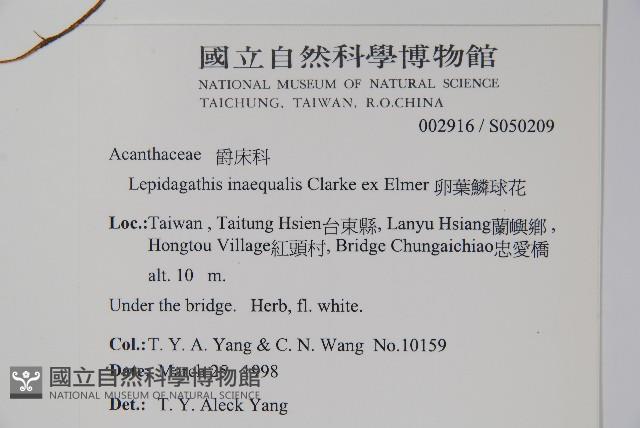 國立自然科學博物館
NATIONAL MUSEUM OF NATURAL SCIENCE
TAICHUNG, TAIWAN, R.O.CHINA
002916 / S050209
Acanthaceae 爵床科
Lepidagathis inaequalis Clarke ex Elmer 卵葉鱗球花
Loc.:Taiwan , Taitung Hsien台東縣, Lanyu Hsiang蘭嶼鄉 ,
Hongtou Village紅頭村, Bridge Chungaichiao忠愛橋
alt. 10 m.
Under the bridge. Herb, fl. white.
Col.:T. Y. A. Yang & C. N. Wang No.10159
Date: March 1998
國立自然科學博物館
NATIONAL MUSEUM OF NATURAL SCIENCE
Det.: T. Y. Aleck Yang